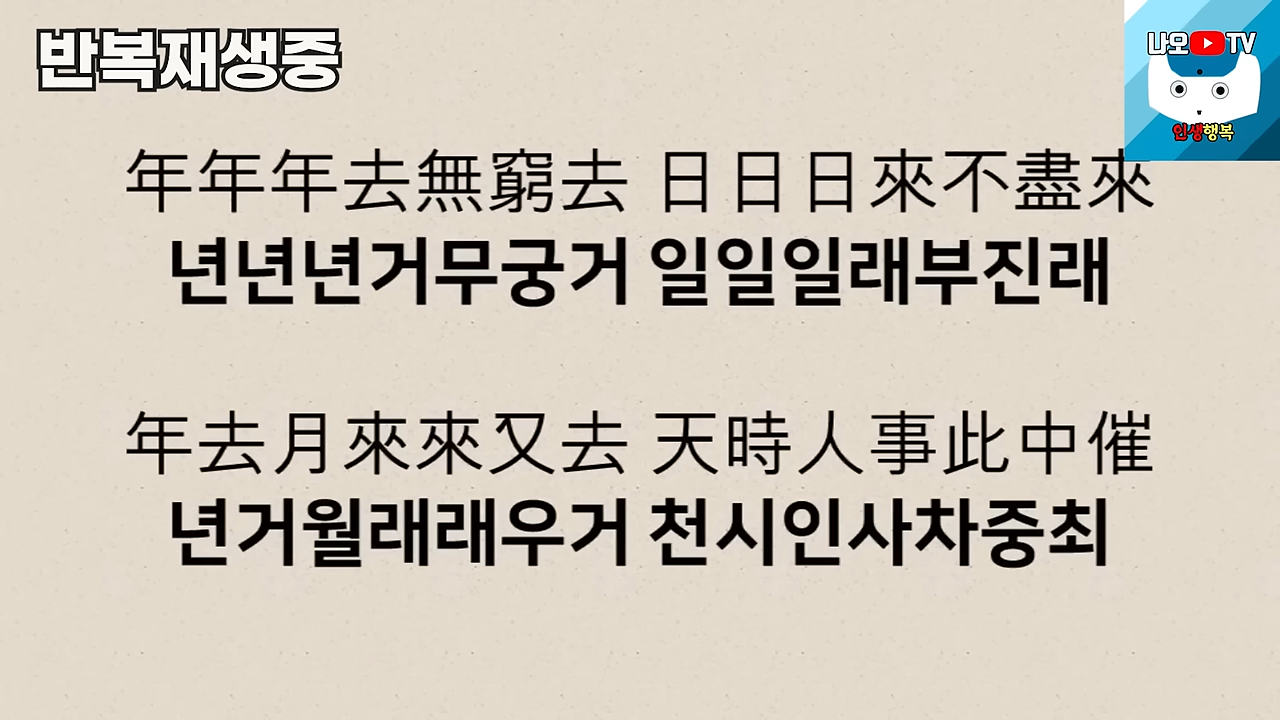 반복재생중
나오 TV
인생행복
年年年去無窮去 日日日來不盡來
년년년거무궁거 일일일래부진래
年去月來來又去 天時人事此中催
년거월래래우거 천시인사차중최